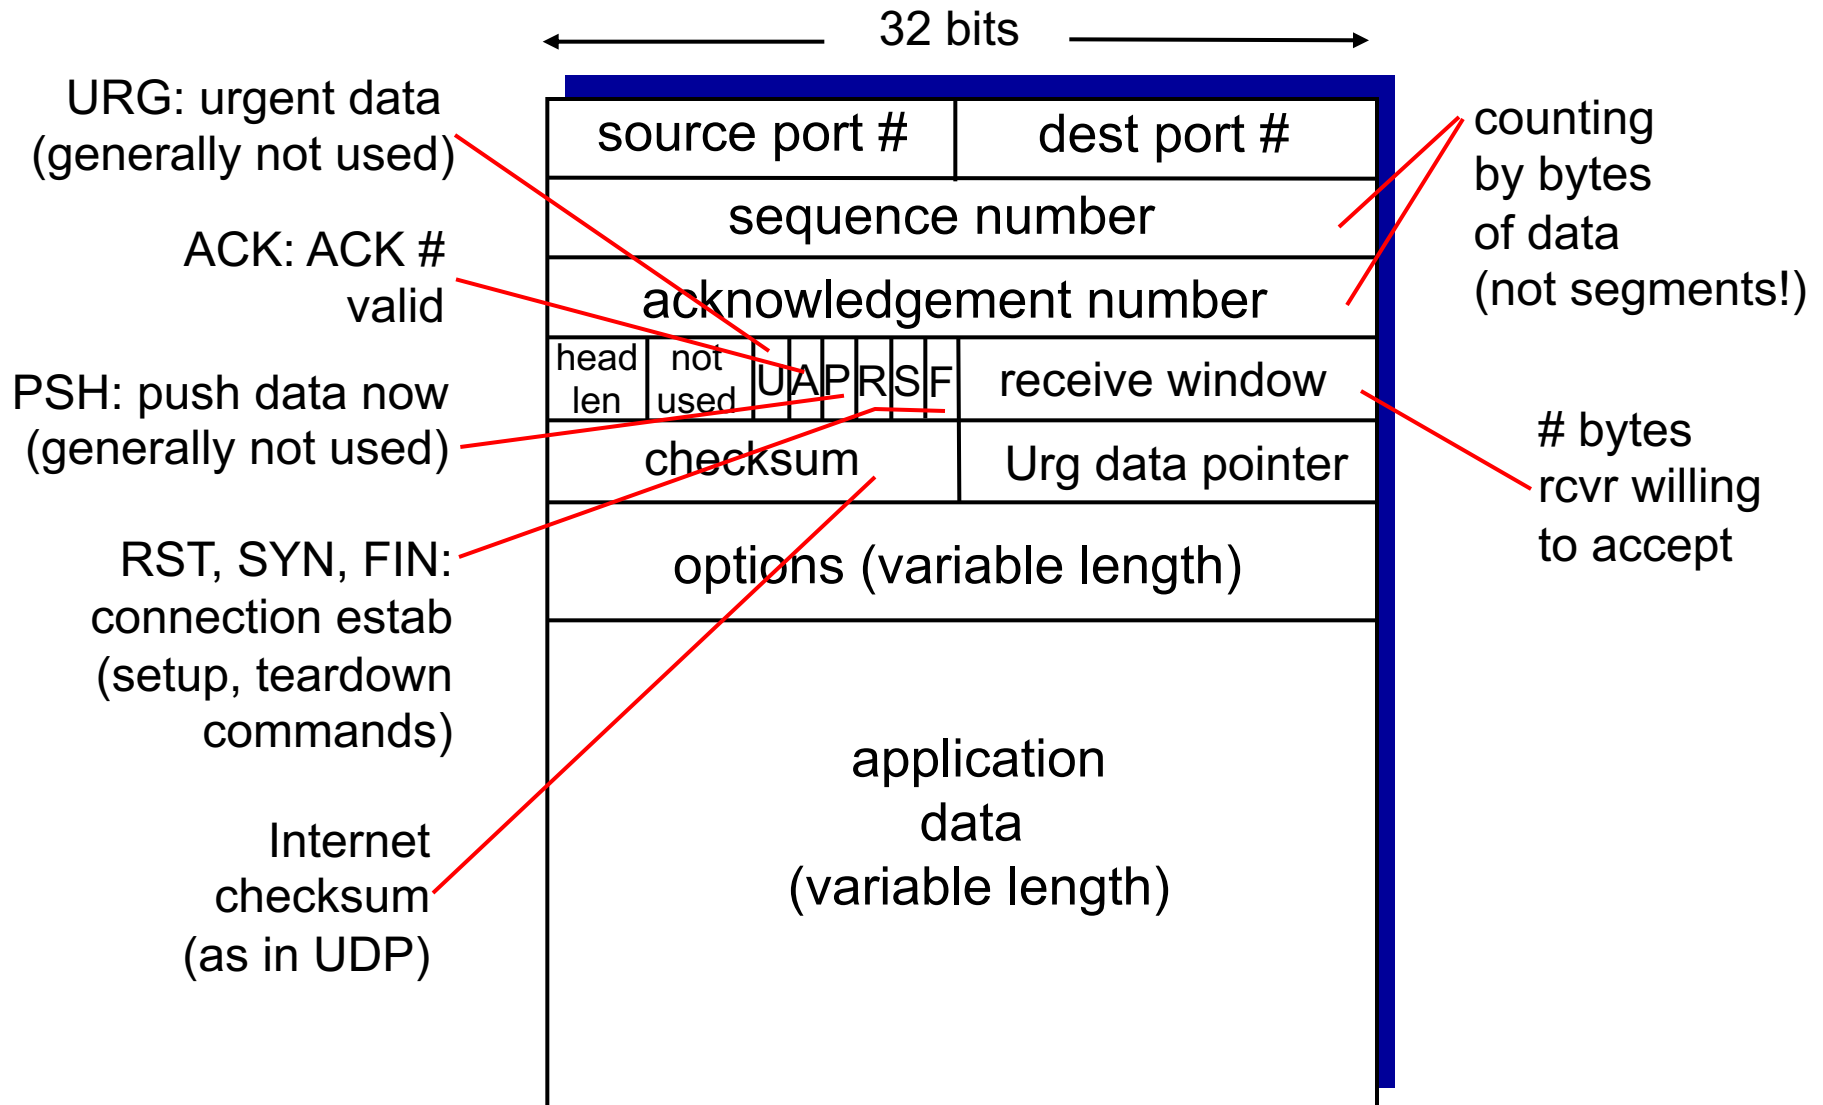 32 bits
URG: urgent data
(generally not used)
ACK: ACK #
valid
PSH: push data now
(generally not used)
RST, SYN, FIN:
connection estab
(setup, teardown
commands)
Internet
checksum
(as in UDP)
source port #
dest port #
sequence number
acknowledgement number
head
len
not
used
U
A
P
R
S
F
receive window
checksum
Urg data pointer
options (variable length)
application
data
(variable length)
counting
by bytes
of data
(not segments!)
# bytes
rcvr willing
to accept